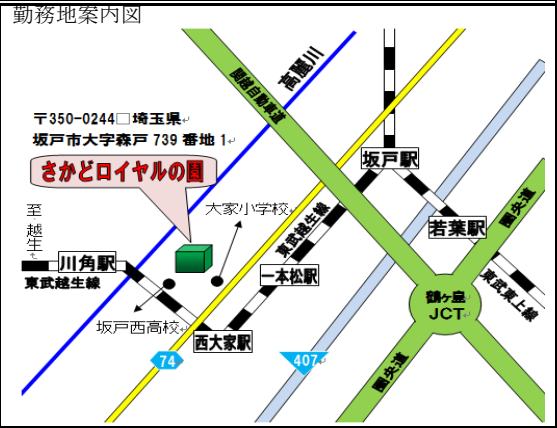 勤務地案内図
高麗川
関越自動車道
〒350-0244□埼玉県
坂戸市大字森戸 739 番地 1
さかどロイヤルの園
坂戸駅
大家小学校
東武越生線
圏央道
至越生
若葉駅
川角駅
東武越生線
一本松駅
鶴ヶ島
JCT
東武東上線
坂戸西高校
西大家駅
74
407
圏央道